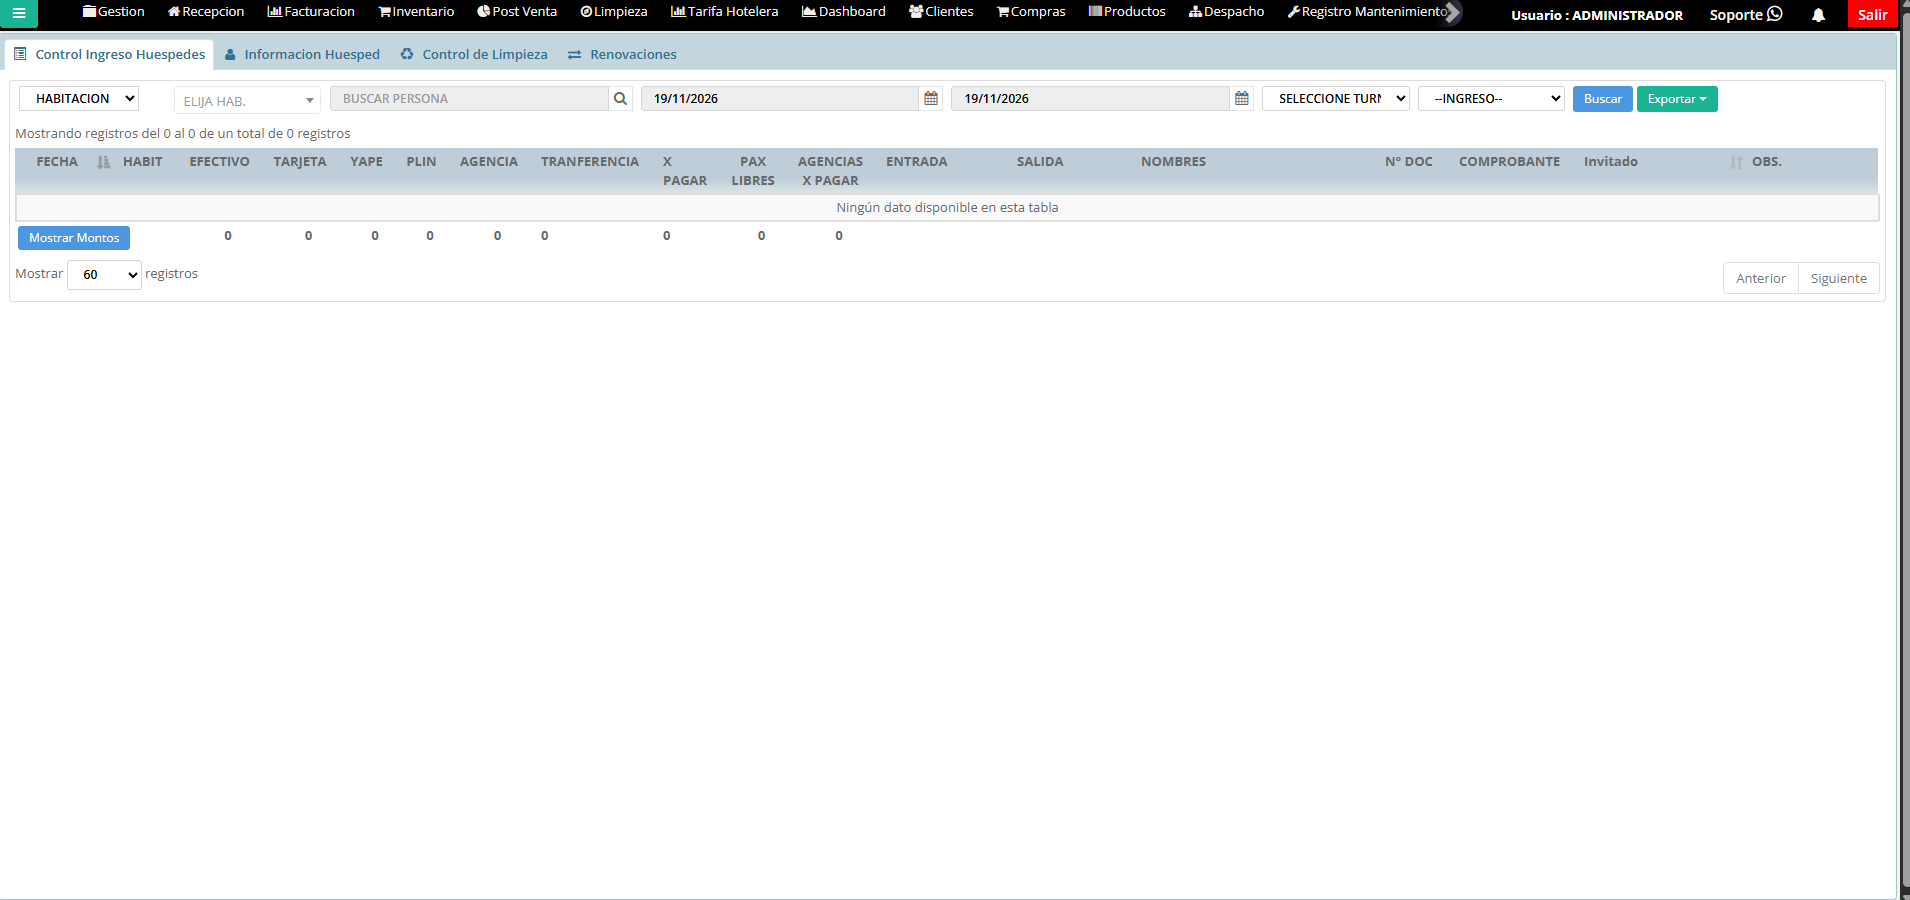 Gestion Recepcion Facturacion Inventario Post Venta Limpieza Tarifa Hotelera Dashboard Clientes Compras Productos Despacho Registro Mantenimiento Usuario : ADMINISTRADOR Soporte Salir
Control Ingreso Huespedes Informacion Huesped Control de Limpieza Renovaciones
HABITACION ELIJA HAB. BUSCAR PERSONA 19/11/2026 19/11/2026 SELECCIONE TURN --INGRESO-- Buscar Exportar
Mostrando registros del 0 al 0 de un total de 0 registros
FECHA HABIT EFECTIVO TARJETA YAPE PLIN AGENCIA TRANFERENCIA X PAGAR PAX LIBRES AGENCIAS X PAGAR ENTRADA SALIDA NOMBRES N° DOC COMPROBANTE Invitado OBS.
Ningún dato disponible en esta tabla
Mostrar Montos 0 0 0 0 0 0 0 0 0
Mostrar 60 registros
Anterior Siguiente